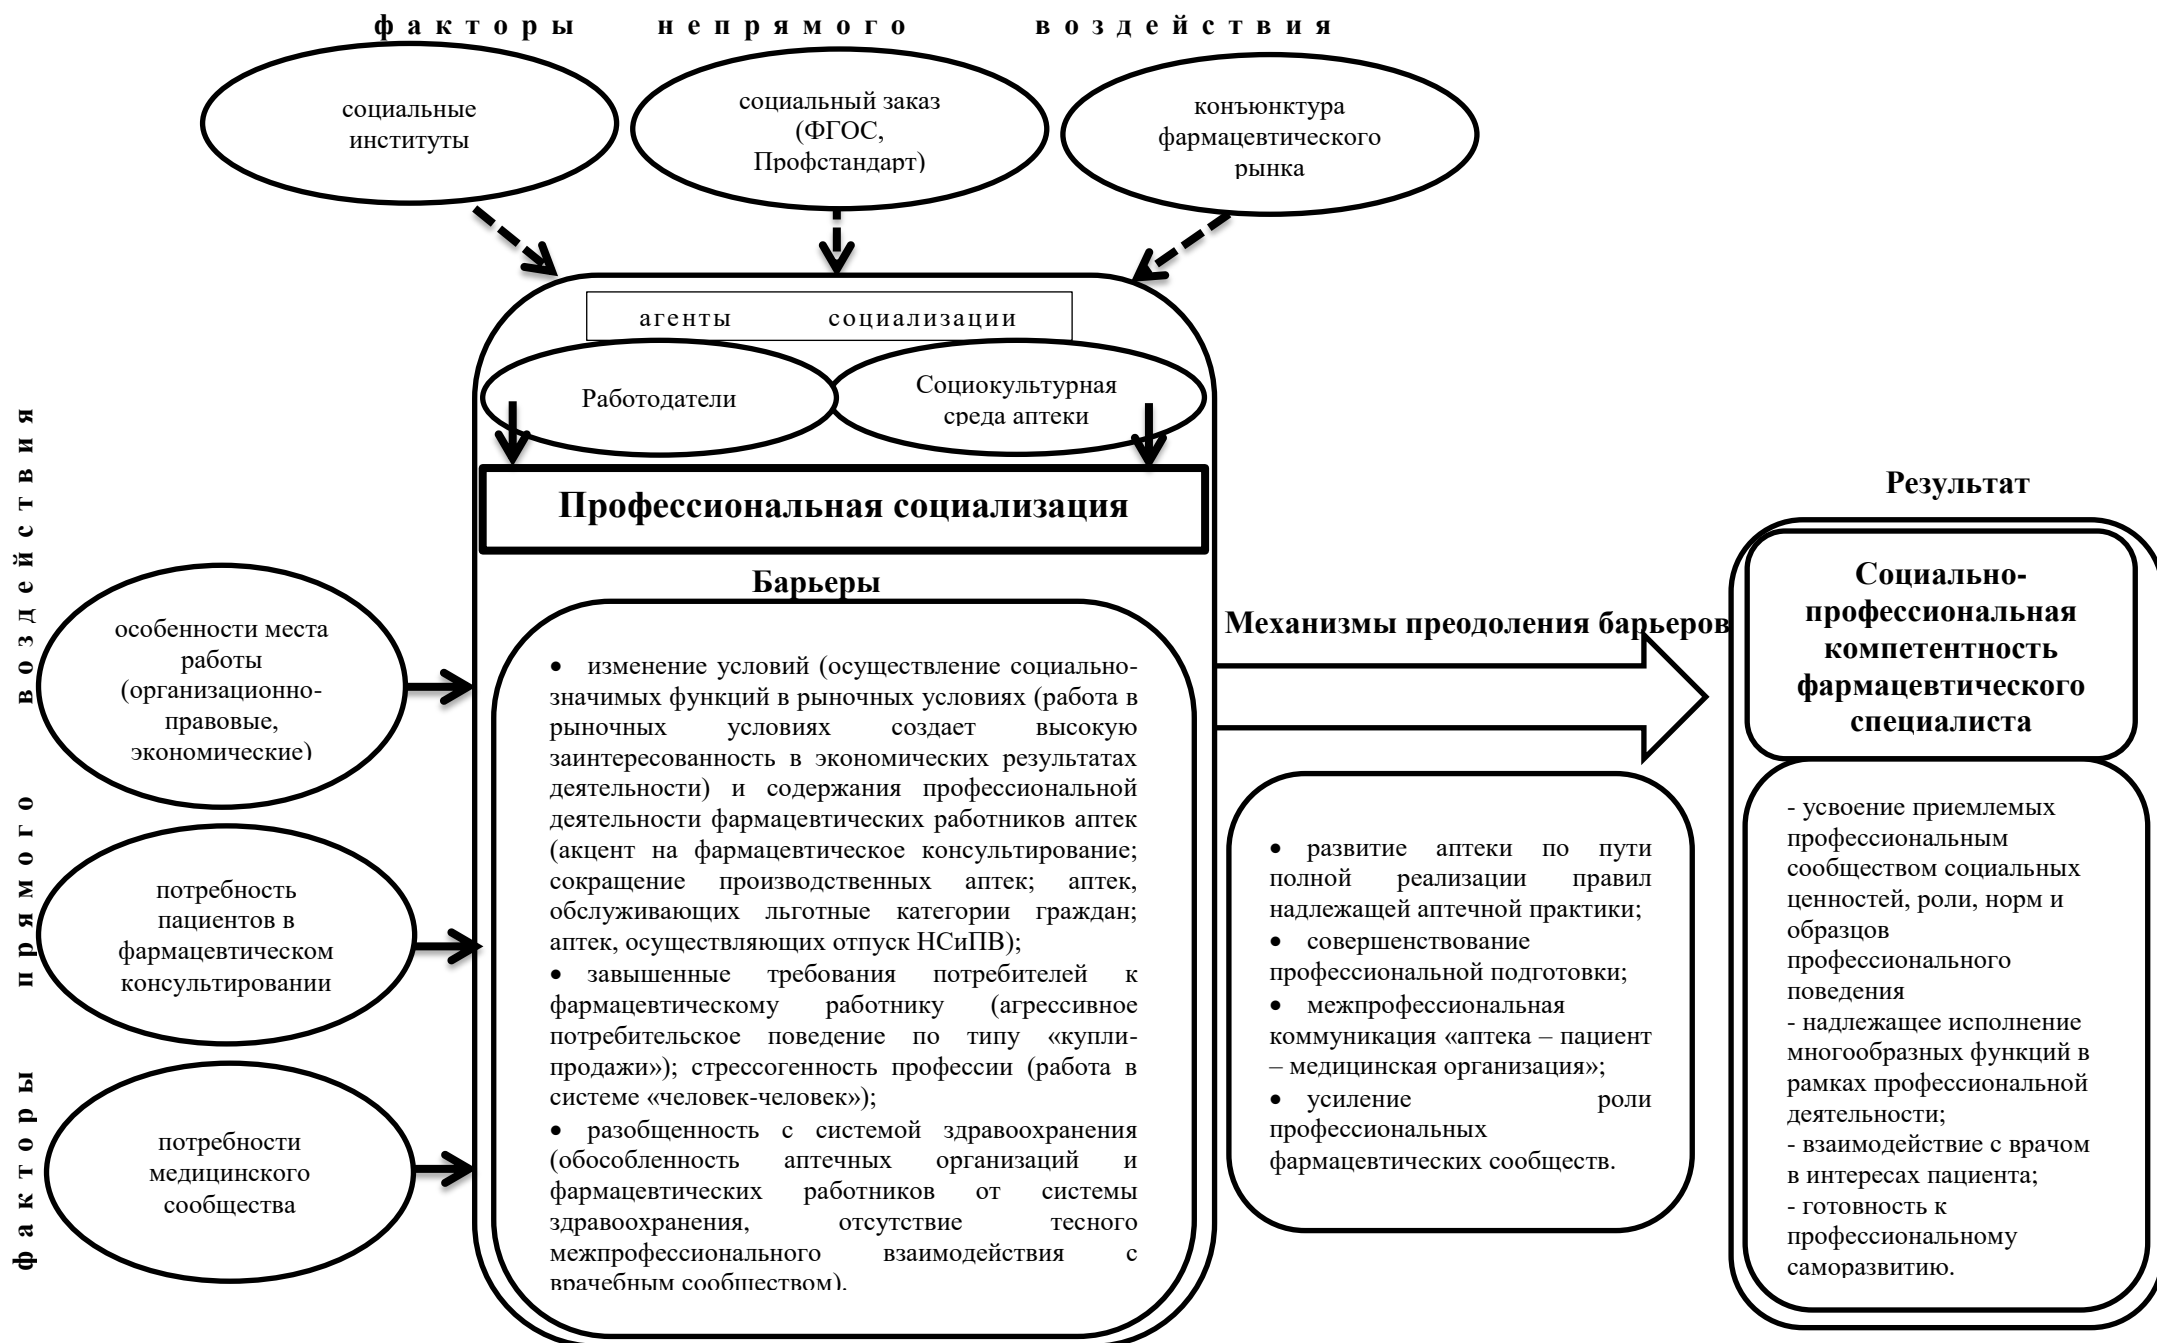 факторы непрямого воздействия
социальные
институты
социальный заказ
(ФГОС,
Профстандарт)
конъюнктура
фармацевтического
рынка
агенты социализации
Работодатели
Социокультурная
среда аптеки
Профессиональная социализация
факторы прямого воздействия
особенности места
работы
(организационно-
правовые,
экономические)
потребность
пациентов в
фармацевтическом
консультировании
потребности
медицинского
сообщества
Барьеры
• изменение условий (осуществление социально-
значимых функций в рыночных условиях (работа в
рыночных условиях создает высокую
заинтересованность в экономических результатах
деятельности) и содержания профессиональной
деятельности фармацевтических работников аптек
(акцент на фармацевтическое консультирование;
сокращение производственных аптек; аптек,
обслуживающих льготные категории граждан;
аптек, осуществляющих отпуск НСиПВ);
• завышенные требования потребителей к
фармацевтическому работнику (агрессивное
потребительское поведение по типу «купли-
продажи»); стрессогенность профессии (работа в
системе «человек-человек»);
• разобщенность с системой здравоохранения
(обособленность аптечных организаций и
фармацевтических работников от системы
здравоохранения, отсутствие тесного
межпрофессионального взаимодействия с
врачебным сообществом).
Механизмы преодоления барьеров
• развитие аптеки по пути
полной реализации правил
надлежащей аптечной практики;
• совершенствование
профессиональной подготовки;
• межпрофессиональная
коммуникация «аптека – пациент
– медицинская организация»;
• усиление роли
профессиональных
фармацевтических сообществ.
Результат
Социально-
профессиональная
компетентность
фармацевтического
специалиста
- усвоение приемлемых
профессиональным
сообществом социальных
ценностей, роли, норм и
образцов
профессионального
поведения
- надлежащее исполнение
многообразных функций в
рамках профессиональной
деятельности;
- взаимодействие с врачом
в интересах пациента;
- готовность к
профессиональному
саморазвитию.